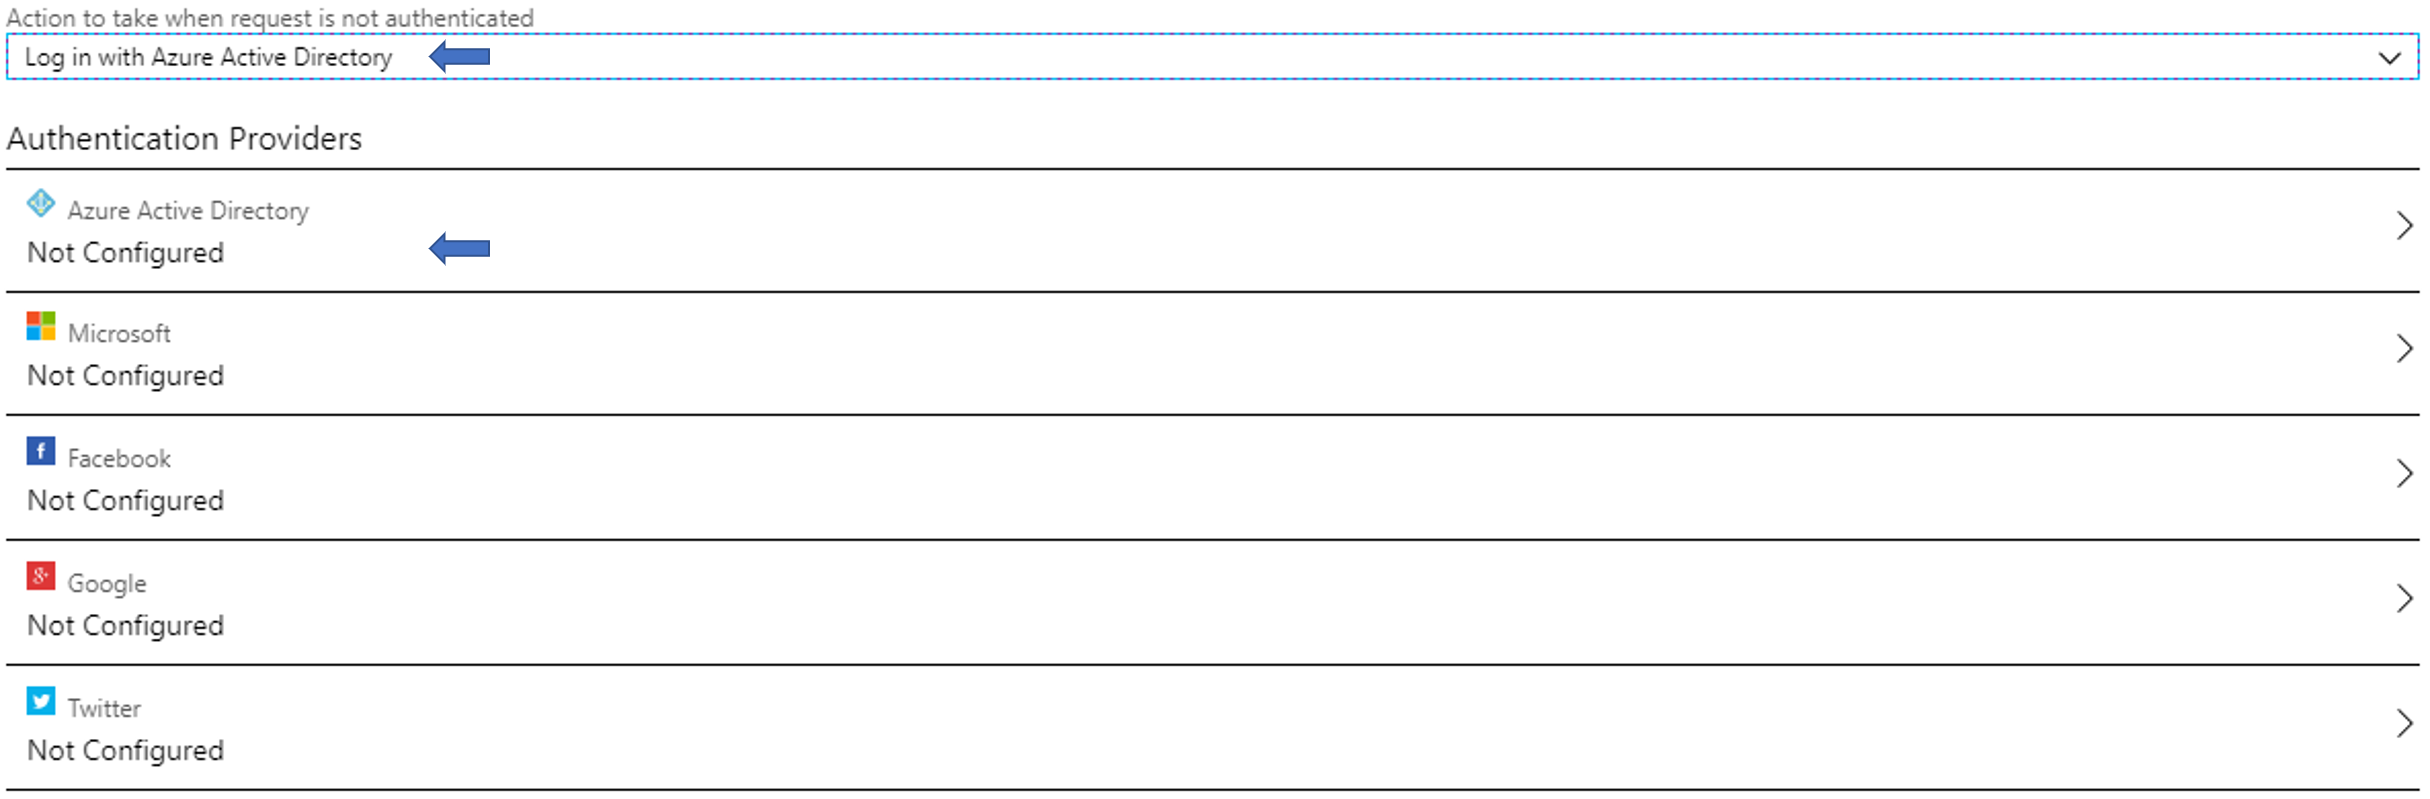 Action to take when request is not authenticated
Log in with Azure Active Directory
Authentication Providers
Azure Active Directory
Not Configured
Microsoft
Not Configured
f Facebook
Not Configured
g+ Google
Not Configured
Twitter
Not Configured